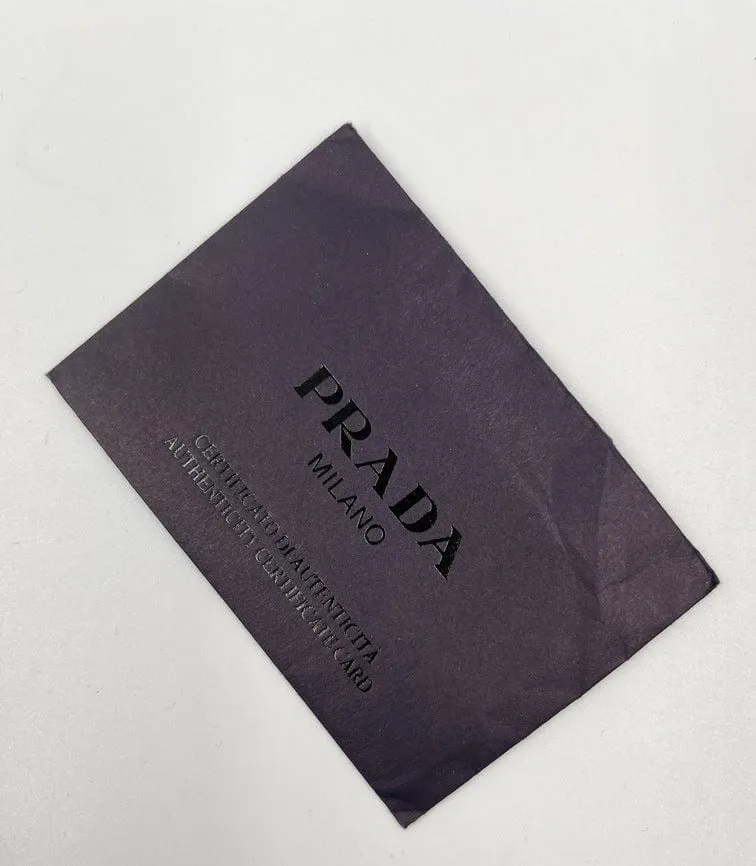 PRADA
MILANO
CERTIFICATO DI AUTENTICITÀ
AUTHENTICITY CERTIFICATE CARD